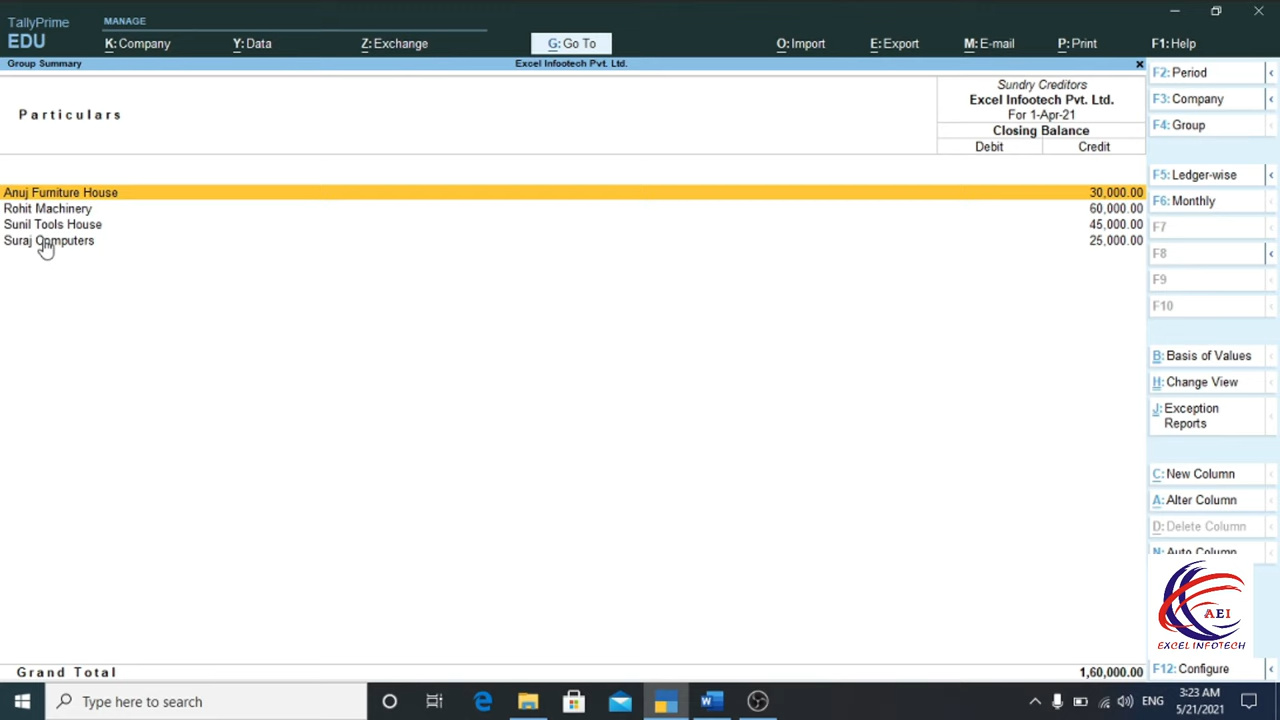 TallyPrime
EDU
MANAGE
K: Company Y: Data Z: Exchange G: Go To O: Import E: Export M: E-mail P: Print F1: Help
Group Summary Excel Infootech Pvt. Ltd. ×
Particulars
Sundry Creditors
Excel Infootech Pvt. Ltd.
For 1-Apr-21
Closing Balance
Debit Credit
Anuj Furniture House 30,000.00
Rohit Machinery 60,000.00
Sunil Tools House 45,000.00
Suraj Computers 25,000.00
Grand Total 1,60,000.00
F2: Period
F3: Company
F4: Group
F5: Ledger-wise
F6: Monthly
F7
F8
F9
F10
B: Basis of Values
H: Change View
J: Exception
Reports
C: New Column
A: Alter Column
D: Delete Column
N: Auto Column
AEI
EXCEL INFOTECH
F12: Configure
Type here to search
ENG
3:23 AM
5/21/2021